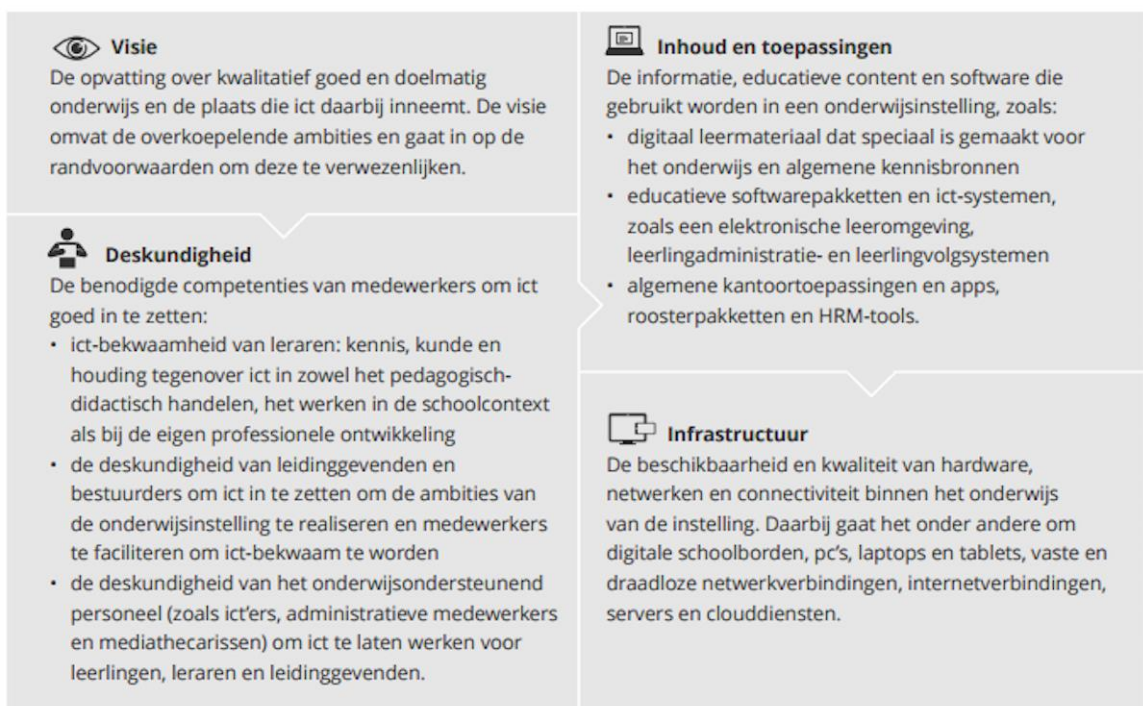 Visie
De opvatting over kwalitatief goed en doelmatig
onderwijs en de plaats die ict daarbij inneemt. De visie
omvat de overkoepelende ambities en gaat in op de
randvoorwaarden om deze te verwezenlijken.
Deskundigheid
De benodigde competenties van medewerkers om ict
goed in te zetten:
• ict-bekwaamheid van leraren: kennis, kunde en
houding tegenover ict in zowel het pedagogisch-
didactisch handelen, het werken in de schoolcontext
als bij de eigen professionele ontwikkeling
• de deskundigheid van leidinggevenden en
bestuurders om ict in te zetten om de ambities van
de onderwijsinstelling te realiseren en medewerkers
te faciliteren om ict-bekwaam te worden
• de deskundigheid van het onderwijsondersteunend
personeel (zoals ict'ers, administratieve medewerkers
en mediathecarissen) om ict te laten werken voor
leerlingen, leraren en leidinggevenden.
Inhoud en toepassingen
De informatie, educatieve content en software die
gebruikt worden in een onderwijsinstelling, zoals:
• digitaal leermateriaal dat speciaal is gemaakt voor
het onderwijs en algemene kennisbronnen
• educatieve softwarepakketten en ict-systemen,
zoals een elektronische leeromgeving,
leerlingadministratie- en leerlingvolgsystemen
• algemene kantoortoepassingen en apps,
roosterpakketten en HRM-tools.
Infrastructuur
De beschikbaarheid en kwaliteit van hardware,
netwerken en connectiviteit binnen het onderwijs
van de instelling. Daarbij gaat het onder andere om
digitale schoolborden, pc's, laptops en tablets, vaste en
draadloze netwerkverbindingen, internetverbindingen,
servers en clouddiensten.